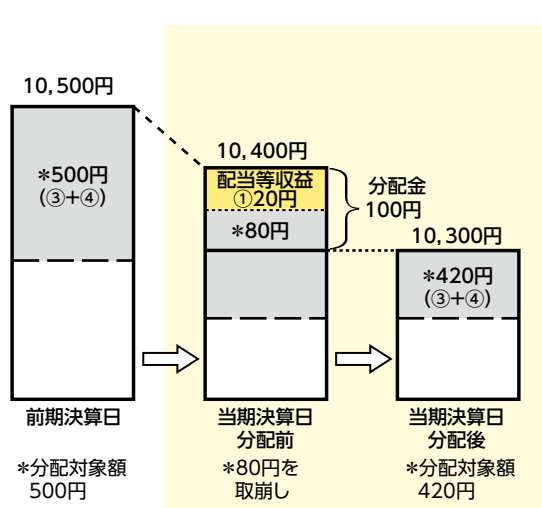 10,500円
*500円
(③+④)
前期決算日
*分配対象額
500円
10,400円
配当等収益
①20円
*80円
分配金
100円
当期決算日
分配前
*80円を
取崩し
10,300円
*420円
(③+④)
当期決算日
分配後
*分配対象額
420円